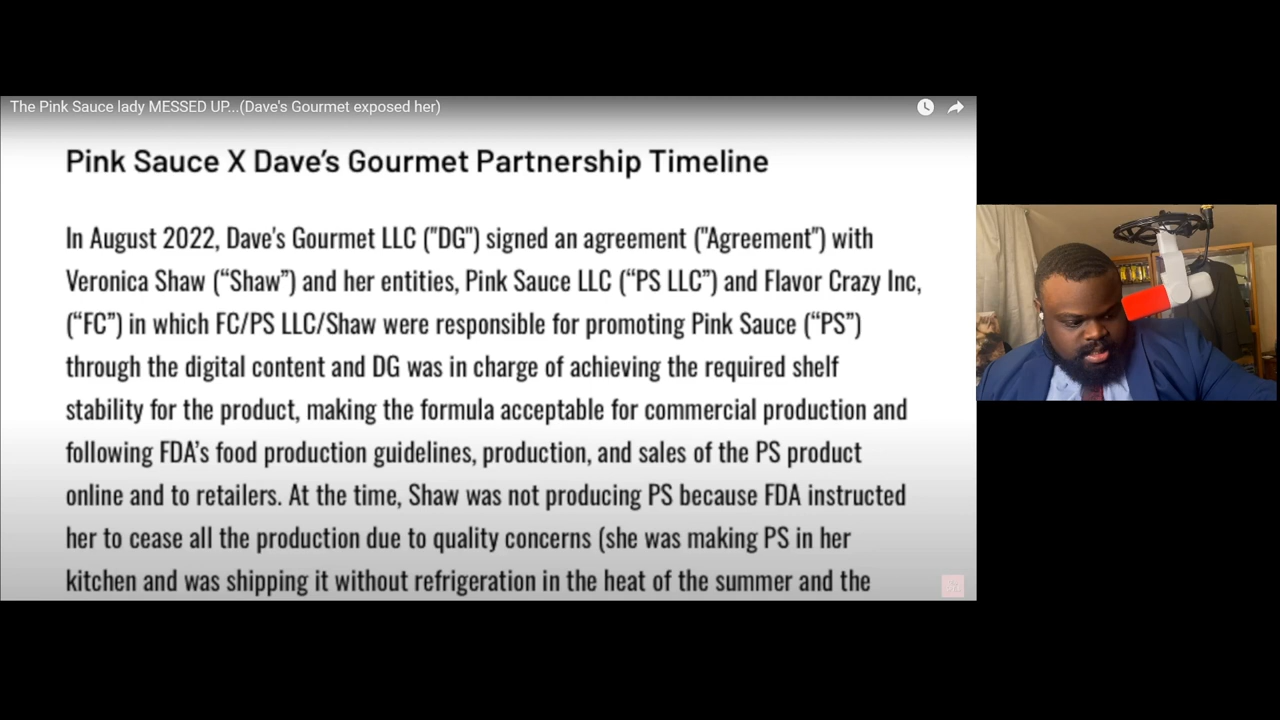 The Pink Sauce lady MESSED UP...(Dave's Gourmet exposed her)
Pink Sauce X Dave’s Gourmet Partnership Timeline
In August 2022, Dave's Gourmet LLC ("DG") signed an agreement ("Agreement") with
Veronica Shaw (“Shaw”) and her entities, Pink Sauce LLC (“PS LLC”) and Flavor Crazy Inc,
(“FC”) in which FC/PS LLC/Shaw were responsible for promoting Pink Sauce (“PS”)
through the digital content and DG was in charge of achieving the required shelf
stability for the product, making the formula acceptable for commercial production and
following FDA’s food production guidelines, production, and sales of the PS product
online and to retailers. At the time, Shaw was not producing PS because FDA instructed
her to cease all the production due to quality concerns (she was making PS in her
kitchen and was shipping it without refrigeration in the heat of the summer and the